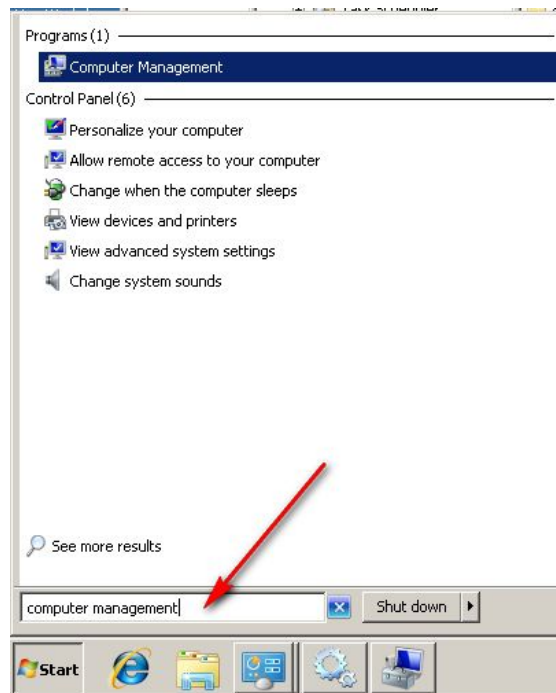 Programs (1)
Computer Management
Control Panel (6)
Personalize your computer
Allow remote access to your computer
Change when the computer sleeps
View devices and printers
View advanced system settings
Change system sounds
See more results
computer management
Shut down
Start